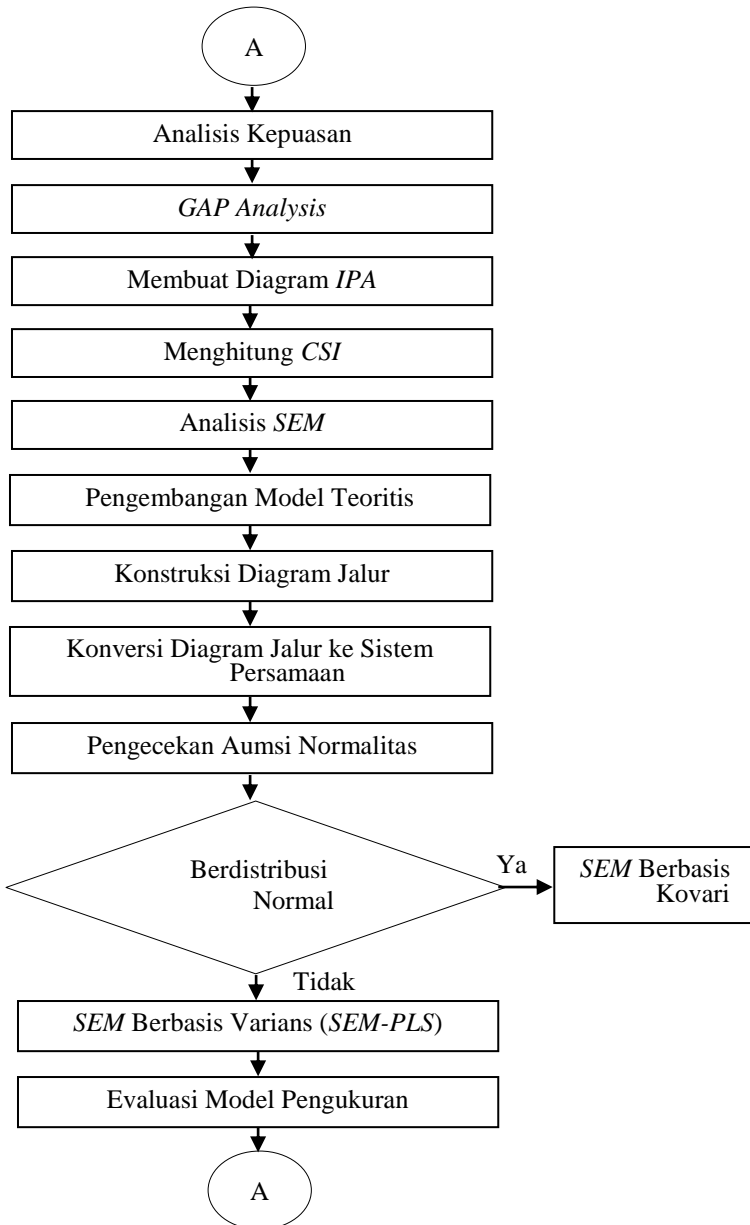 A
Analisis Kepuasan
GAP Analysis
Membuat Diagram IPA
Menghitung CSI
Analisis SEM
Pengembangan Model Teoritis
Konstruksi Diagram Jalur
Konversi Diagram Jalur ke Sistem
Persamaan
Pengecekan Aumsi Normalitas
Berdistribusi
Normal
Ya
SEM Berbasis
Kovari
Tidak
SEM Berbasis Varians (SEM-PLS)
Evaluasi Model Pengukuran
A